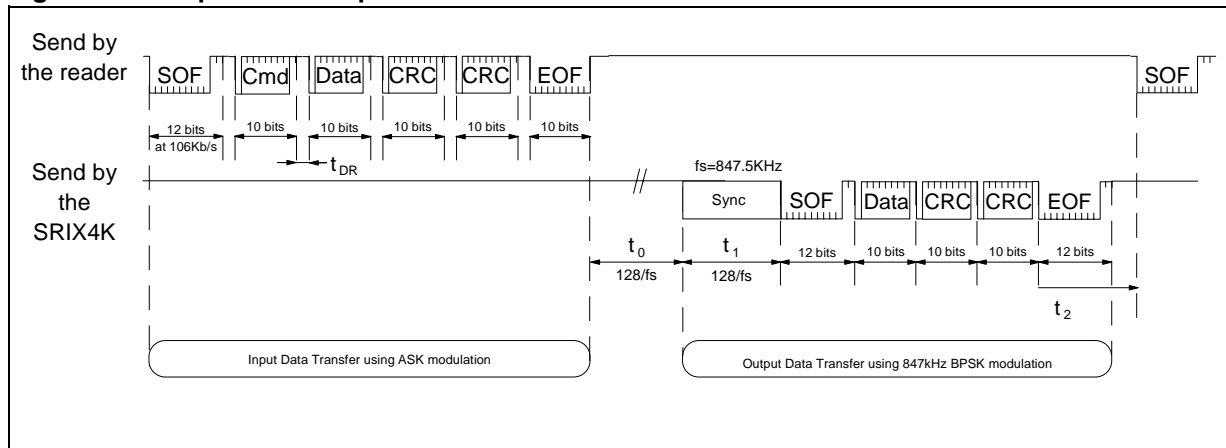 Send by
the reader
SOF Cmd Data CRC CRC EOF SOF
12 bits
at 106Kb/s
10 bits 10 bits 10 bits 10 bits 10 bits
tDR
Send by
the
SRIX4K
fs=847.5KHz
Sync SOF Data CRC CRC EOF
t0 t1 12 bits 10 bits 10 bits 10 bits 12 bits
128/fs 128/fs
t2
Input Data Transfer using ASK modulation
Output Data Transfer using 847kHz BPSK modulation